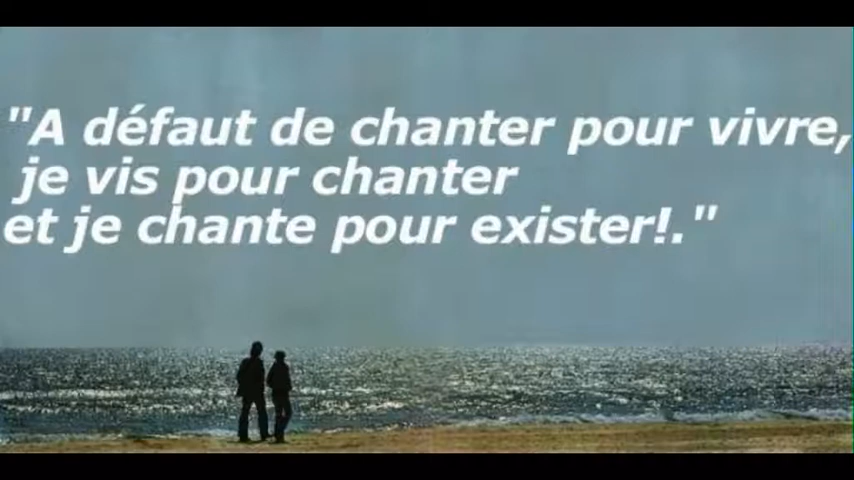 "A défaut de chanter pour vivre,
je vis pour chanter
et je chante pour exister!."